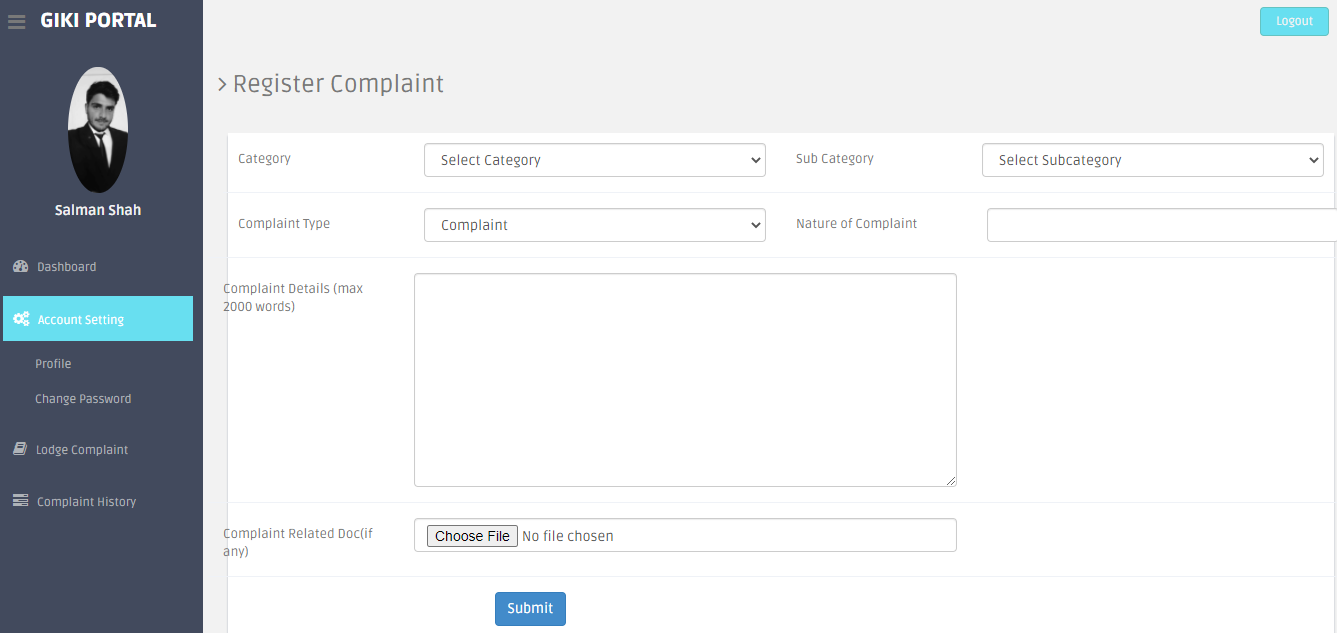 GIKI PORTAL
Logout
Salman Shah
Dashboard
Account Setting
Profile
Change Password
Lodge Complaint
Complaint History
Register Complaint
Category
Select Category
Sub Category
Select Subcategory
Complaint Type
Complaint
Nature of Complaint
Complaint Details (max
2000 words)
Complaint Related Doc(if
any)
Choose File No file chosen
Submit